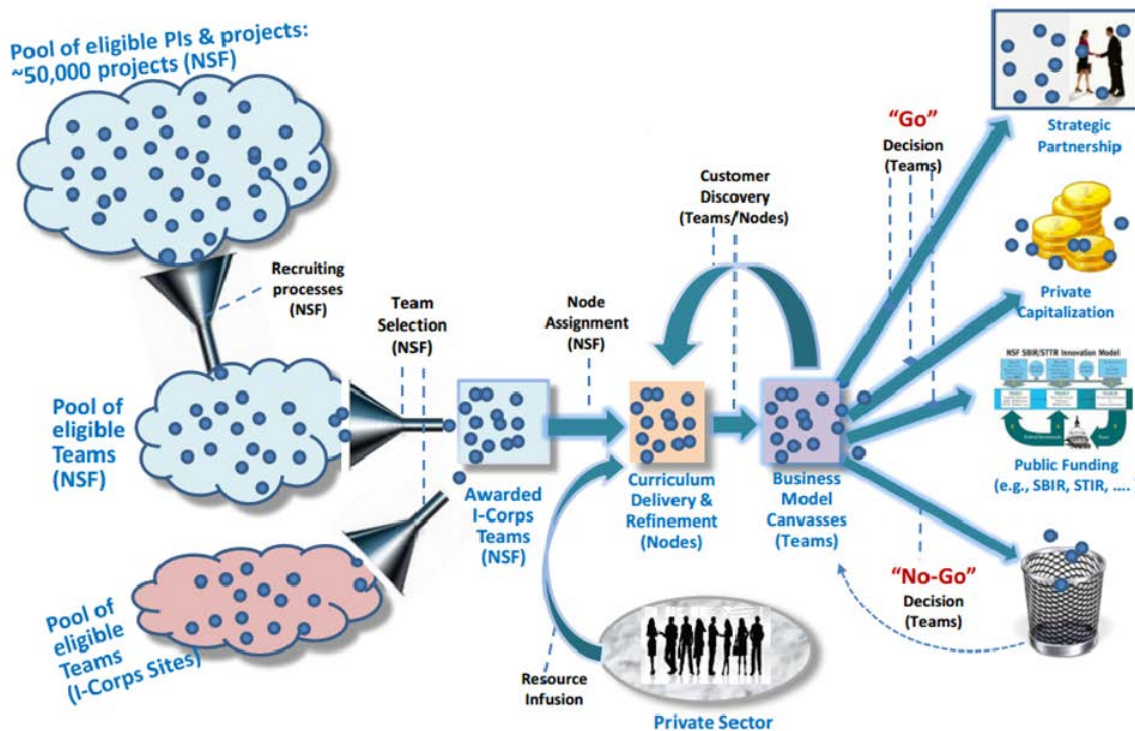 Pool of eligible PIs & projects:
~50,000 projects (NSF)
Recruiting
processes
(NSF)
Pool of
eligible
Teams
(NSF)
Team
Selection
(NSF)
Pool of
eligible
Teams
(I-Corps Sites)
Awarded
I-Corps
Teams
(NSF)
Node
Assignment
(NSF)
Customer
Discovery
(Teams/Nodes)
Curriculum
Delivery &
Refinement
(Nodes)
Business
Model
Canvasses
(Teams)
Resource
Infusion
Private Sector
“Go”
Decision
(Teams)
“No-Go”
Decision
(Teams)
Strategic
Partnership
Private
Capitalization
NSF SBIR/STTR Innovation Model
Public Funding
(e.g., SBIR, STIR, ....